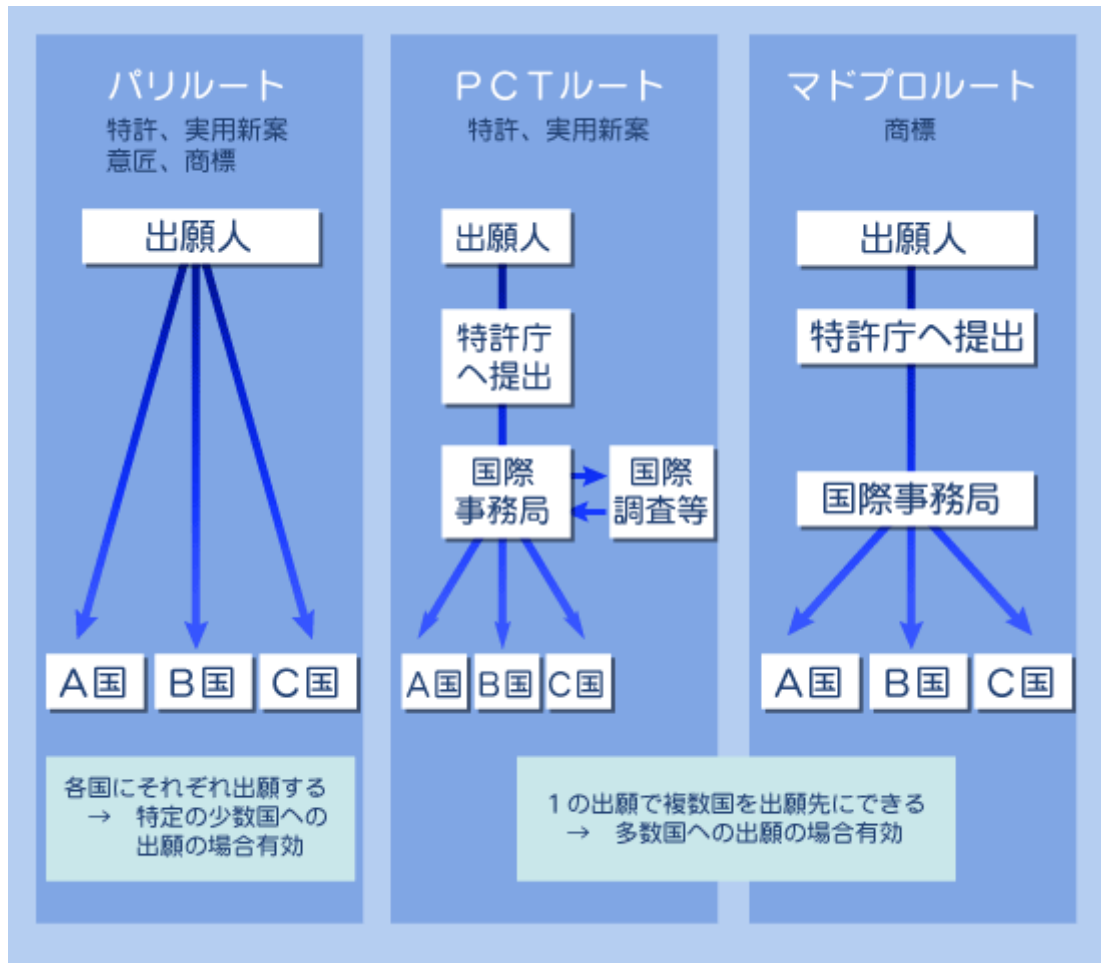 パリルート
特許、実用新案
意匠、商標
出願人
A国
B国
C国
各国にそれぞれ出願する
→ 特定の少数国への
出願の場合有効
PCTルート
特許、実用新案
出願人
特許庁
へ提出
国際
事務局
国際
調査等
A国
B国
C国
マドプロルート
商標
出願人
特許庁へ提出
国際事務局
A国
B国
C国
1の出願で複数国を出願先にできる
→ 多数国への出願の場合有効